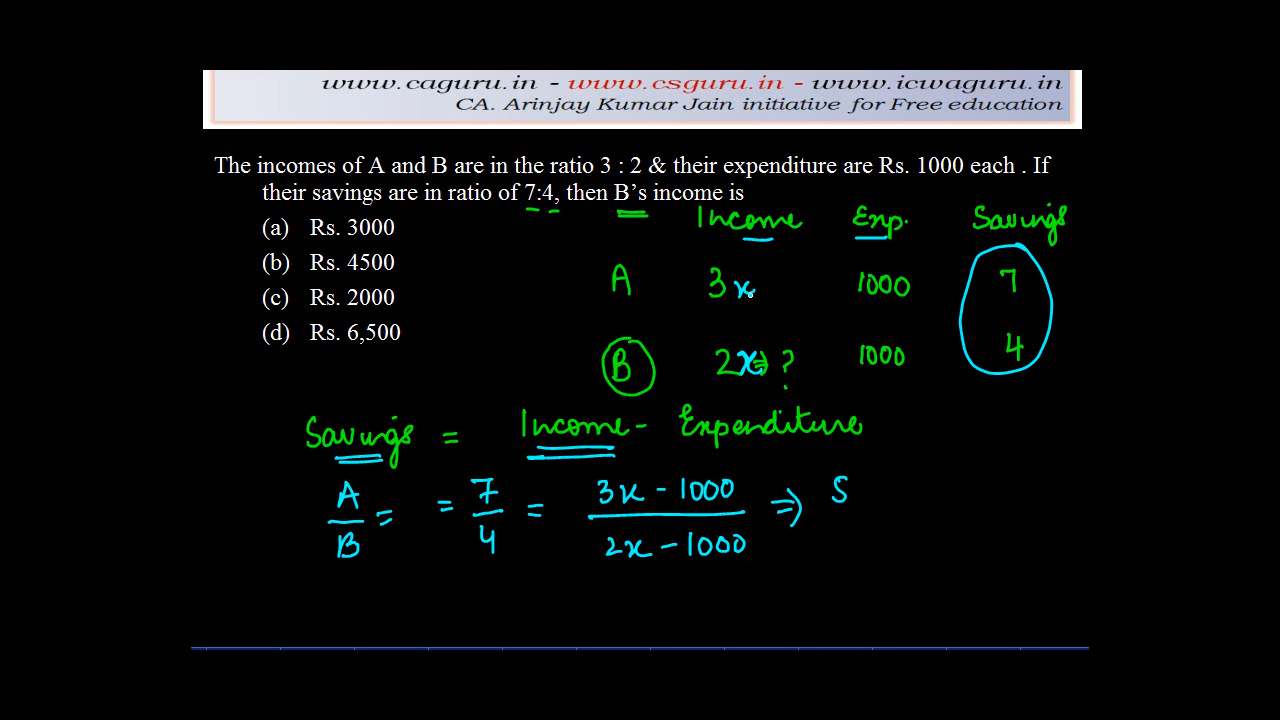 www.caguru.in - www.csguru.in - www.icwaguru.in
CA. Arinjay Kumar Jain initiative for Free education
The incomes of A and B are in the ratio 3 : 2 & their expenditure are Rs. 1000 each . If
their savings are in ratio of 7:4, then B’s income is
(a) Rs. 3000
(b) Rs. 4500
(c) Rs. 2000
(d) Rs. 6,500
Income Exp. Savings
A 3x 1000 7
B 2x ⇒ ? 1000 4
Savings = Income - Expenditure
A/B = = 7/4 = 3x - 1000 / 2x - 1000 ⇒ S